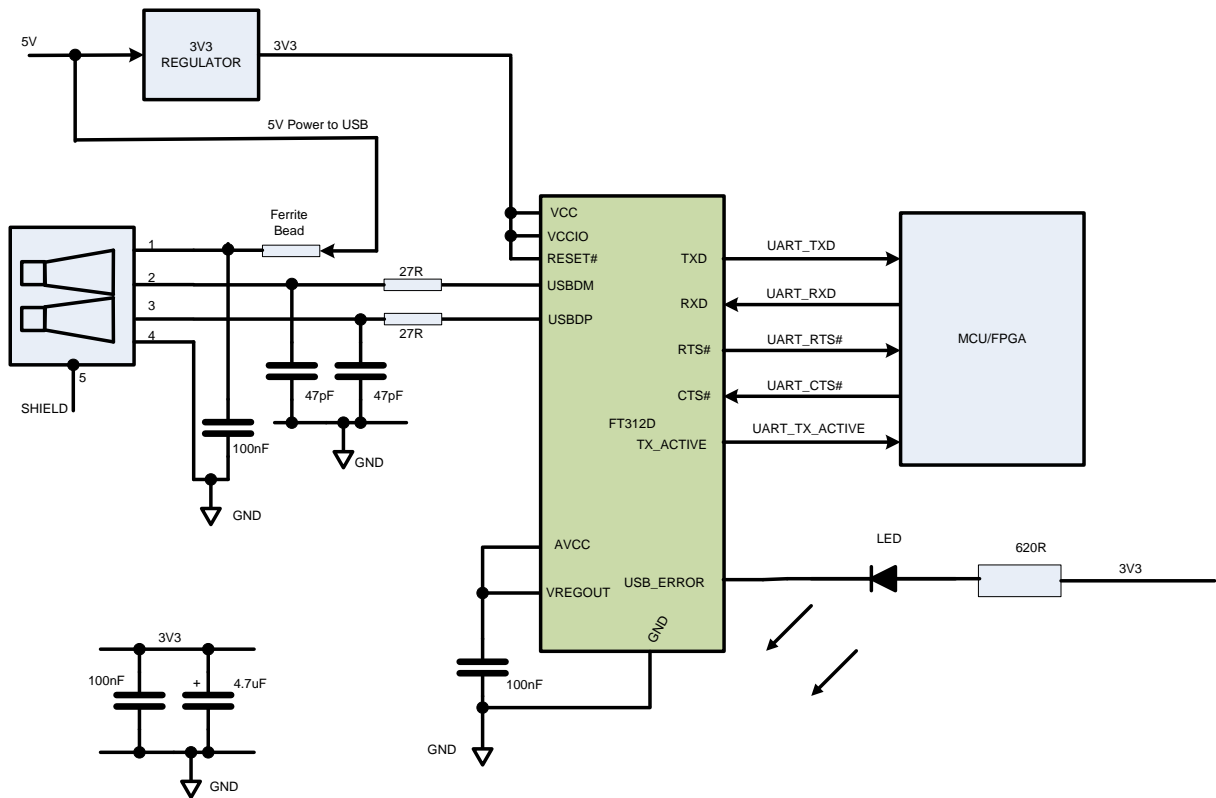 5V
3V3
REGULATOR
3V3
5V Power to USB
Ferrite
Bead
1
2
3
4
5
SHIELD
27R
27R
47pF
47pF
GND
100nF
GND
VCC
VCCIO
RESET#
USBDM
USBDP
TXD
RXD
RTS#
CTS#
FT312D
TX_ACTIVE
AVCC
VREGOUT
USB_ERROR
GND
UART_TXD
UART_RXD
UART_RTS#
UART_CTS#
UART_TX_ACTIVE
MCU/FPGA
LED
620R
3V3
100nF
GND
3V3
100nF
+
4.7uF
GND